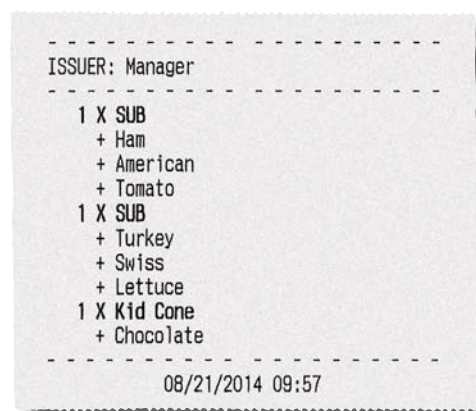 - - - - - - - - - - - - - - - - - - - -
ISSUER: Manager
- - - - - - - - - - - - - - - - - - - -
1 X SUB
+ Ham
+ American
+ Tomato
1 X SUB
+ Turkey
+ Swiss
+ Lettuce
1 X Kid Cone
+ Chocolate
- - - - - - - - - - - - - - - - - - - -
08/21/2014 09:57